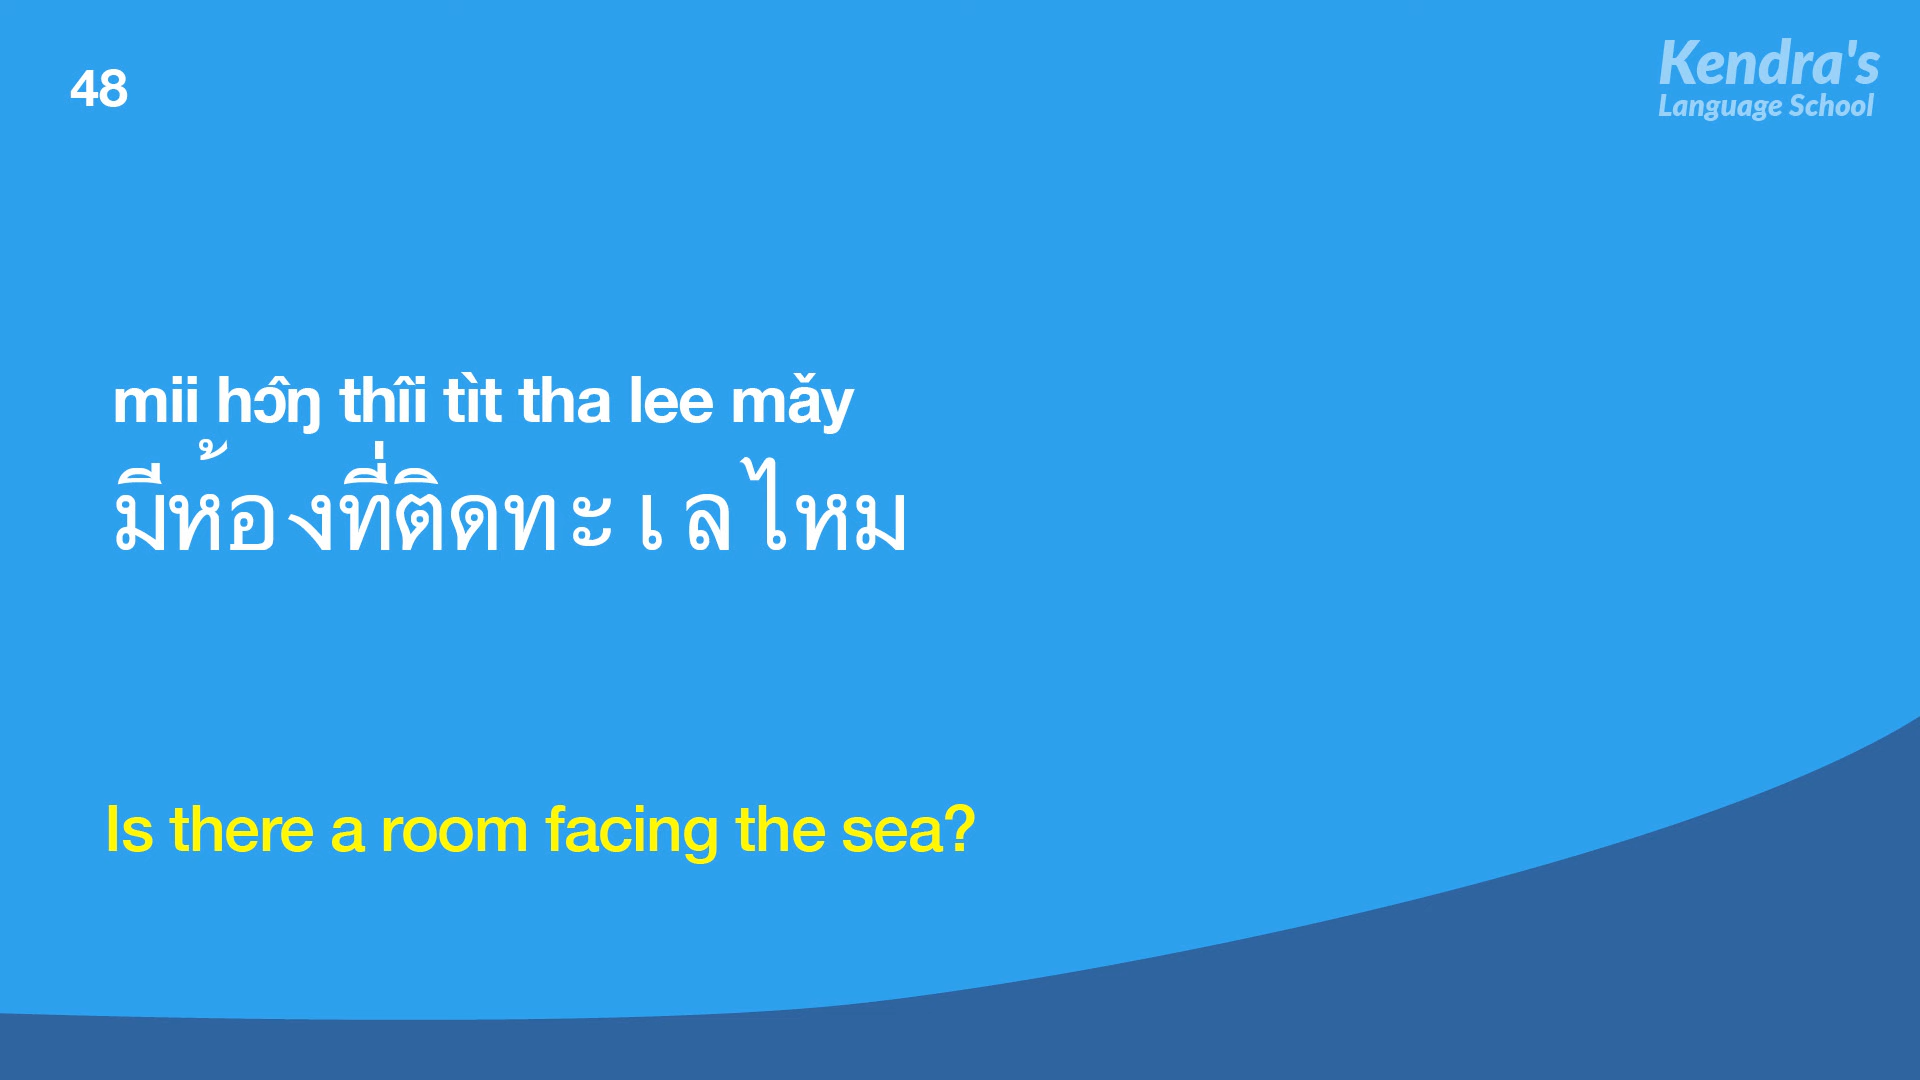 48
Kendra's
Language School
mii hɔ̂ŋ thîi tìt tha lee mǎy
มีห้องที่ติดทะเลไหม
Is there a room facing the sea?